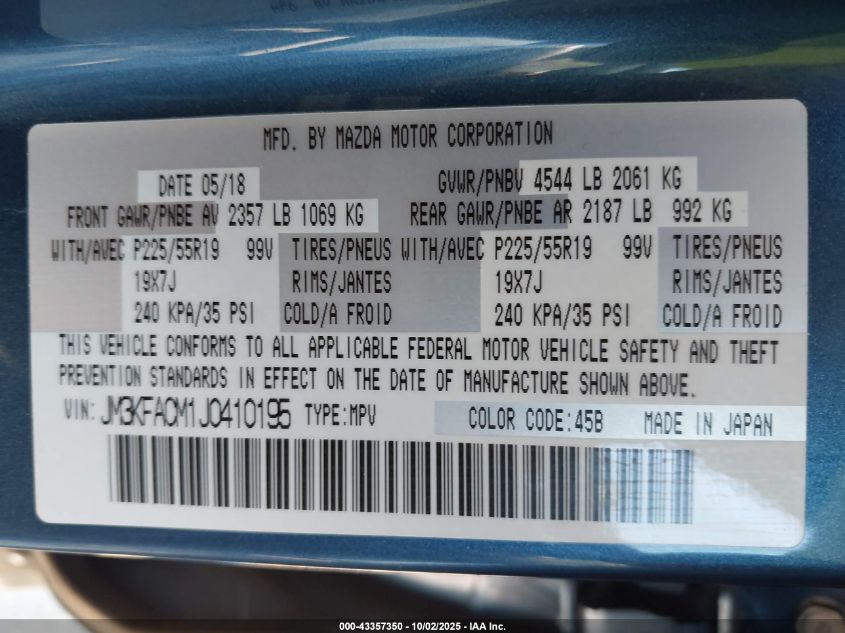 MFD. BY MAZDA MOTOR CORPORATION
DATE 05/18 GVWR/PNBV 4544 LB 2061 KG
FRONT GAWR/PNBE AV 2357 LB 1069 KG REAR GAWR/PNBE AR 2187 LB 992 KG
WITH/AVEC P225/55R19 99V TIRES/PNEUS WITH/AVEC P225/55R19 99V TIRES/PNEUS
19X7J RIMS/JANTES 19X7J RIMS/JANTES
240 KPA/35 PSI COLD/A FROID 240 KPA/35 PSI COLD/A FROID
THIS VEHICLE CONFORMS TO ALL APPLICABLE FEDERAL MOTOR VEHICLE SAFETY AND THEFT
PREVENTION STANDARDS IN EFFECT ON THE DATE OF MANUFACTURE SHOWN ABOVE.
VIN: JM3KFACM1J0410195 TYPE:MPV COLOR CODE:45B MADE IN JAPAN
000-43357350 - 10/02/2025 - IAA Inc.